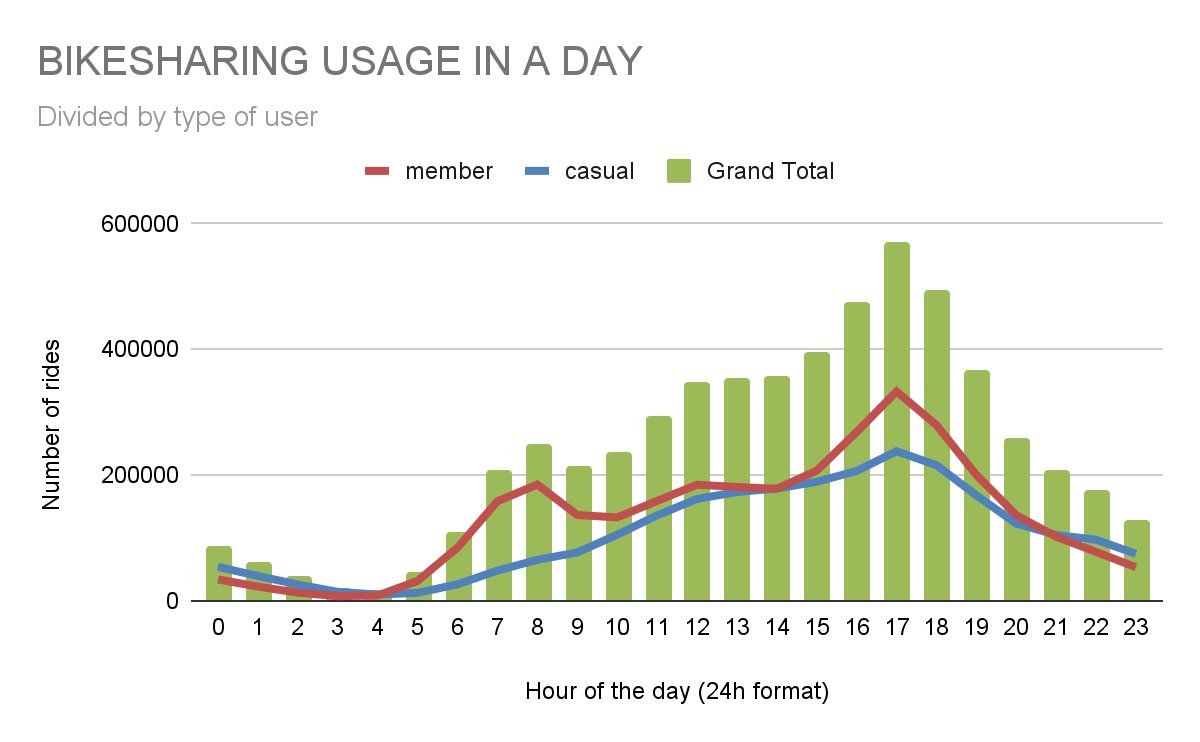 BIKESHARING USAGE IN A DAY
Divided by type of user
member casual Grand Total
600000
400000
200000
0
Number of rides
0 1 2 3 4 5 6 7 8 9 10 11 12 13 14 15 16 17 18 19 20 21 22 23
Hour of the day (24h format)